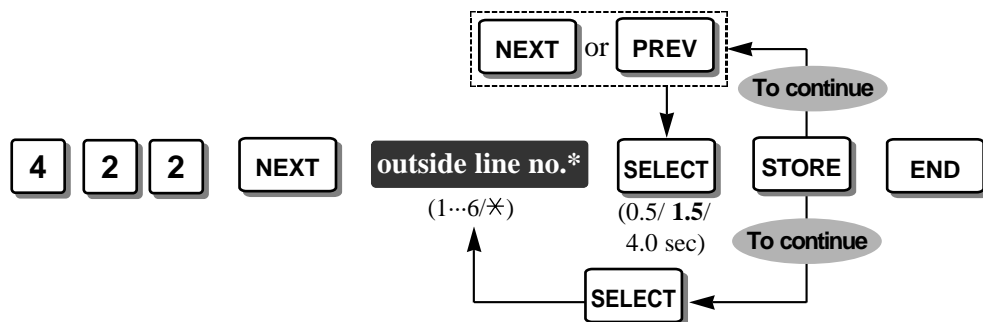 NEXT or PREV
To continue
4 2 2 NEXT outside line no.* SELECT STORE END
(1···6/✳) (0.5/ 1.5/
4.0 sec)
To continue
SELECT